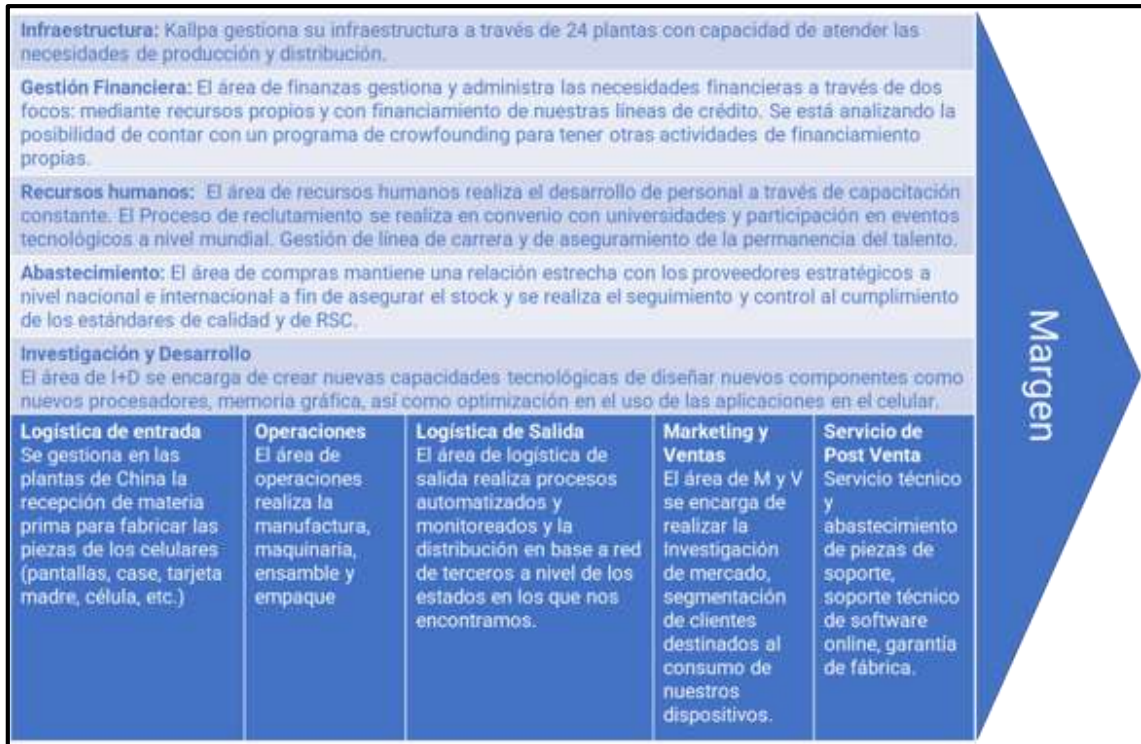 Infraestructura: Kallpa gestiona su infraestructura a través de 24 plantas con capacidad de atender las
necesidades de producción y distribución.
Gestión Financiera: El área de finanzas gestiona y administra las necesidades financieras a través de dos
focos: mediante recursos propios y con financiamiento de nuestras líneas de crédito. Se está analizando la
posibilidad de contar con un programa de crowfounding para tener otras actividades de financiamiento
propias.
Recursos humanos: El área de recursos humanos realiza el desarrollo de personal a través de capacitación
constante. El Proceso de reclutamiento se realiza en convenio con universidades y participación en eventos
tecnológicos a nivel mundial. Gestión de línea de carrera y de aseguramiento de la permanencia del talento.
Abastecimiento: El área de compras mantiene una relación estrecha con los proveedores estratégicos a
nivel nacional e internacional a fin de asegurar el stock y se realiza el seguimiento y control al cumplimiento
de los estándares de calidad y de RSC.
Investigación y Desarrollo
El área de I+D se encarga de crear nuevas capacidades tecnológicas de diseñar nuevos componentes como
nuevos procesadores, memoria gráfica, así como optimización en el uso de las aplicaciones en el celular.
Logística de entrada
Se gestiona en las
plantas de China la
recepción de materia
prima para fabricar las
piezas de los celulares
(pantallas, case, tarjeta
madre, célula, etc.)
Operaciones
El área de
operaciones
realiza la
manufactura,
maquinaria,
ensamble y
empaque
Logística de Salida
El área de logística de
salida realiza procesos
automatizados y
monitoreados y la
distribución en base a red
de terceros a nivel de los
estados en los que nos
encontramos.
Marketing y
Ventas
El área de M y V
se encarga de
realizar la
Investigación
de mercado,
segmentación
de clientes
destinados al
consumo de
nuestros
dispositivos.
Servicio de
Post Venta
Servicio técnico
y
abastecimiento
de piezas de
soporte,
soporte técnico
de software
online, garantía
de fábrica.
Margen